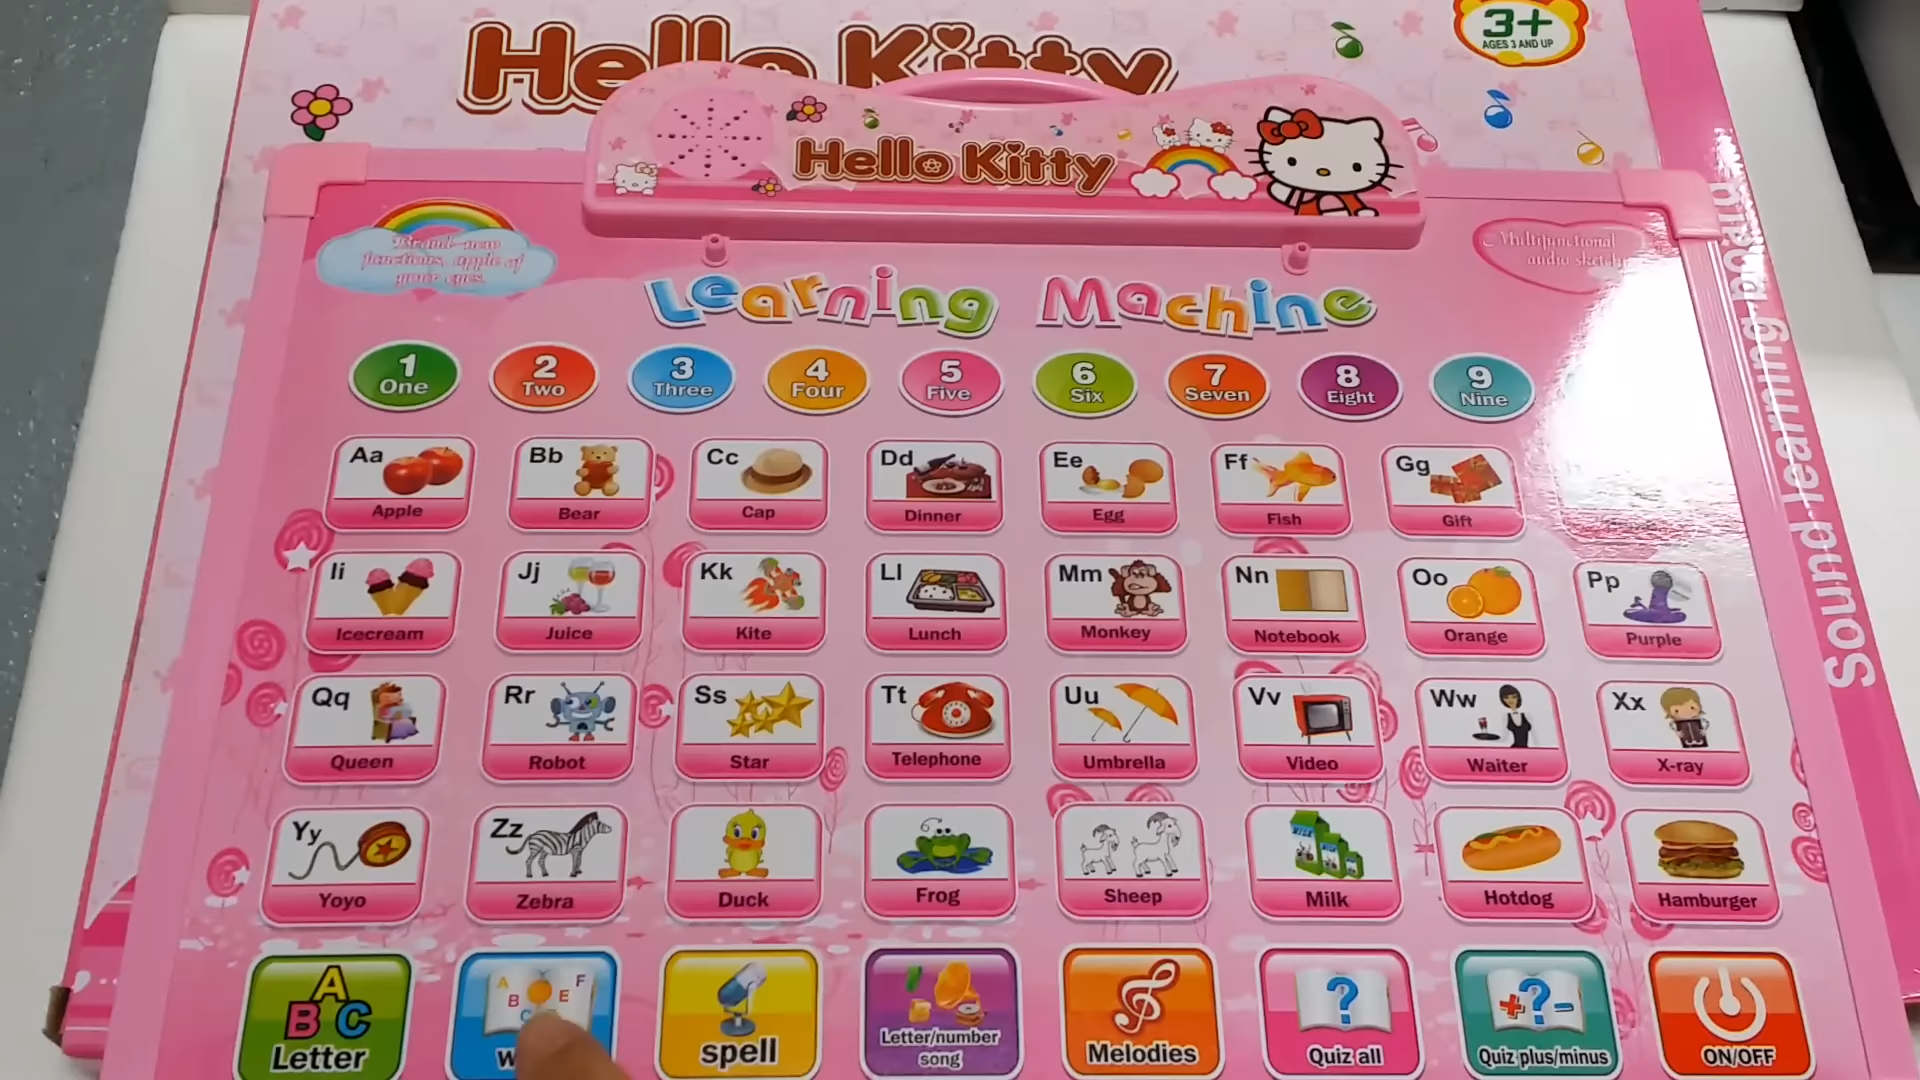 Hello Kitty
3+
AGES 3 AND UP
Hello Kitty
Brand-new
functions, apple of
your eyes.
Multifunctional
audio sketch
Learning Machine
1 One
2 Two
3 Three
4 Four
5 Five
6 Six
7 Seven
8 Eight
9 Nine
Aa Apple
Bb Bear
Cc Cap
Dd Dinner
Ee Egg
Ff Fish
Gg Gift
Ii Icecream
Jj Juice
Kk Kite
Ll Lunch
Mm Monkey
Nn Notebook
Oo Orange
Pp Purple
Qq Queen
Rr Robot
Ss Star
Tt Telephone
Uu Umbrella
Vv Video
Ww Waiter
Xx X-ray
Yy Yoyo
Zz Zebra
Duck
Frog
Sheep
MILK
Milk
Hotdog
Hamburger
A B C
Letter
A B C E F
spell
Letter/number
song
Melodies
?
Quiz all
+?-
Quiz plus/minus
ON/OFF
Sound learning board